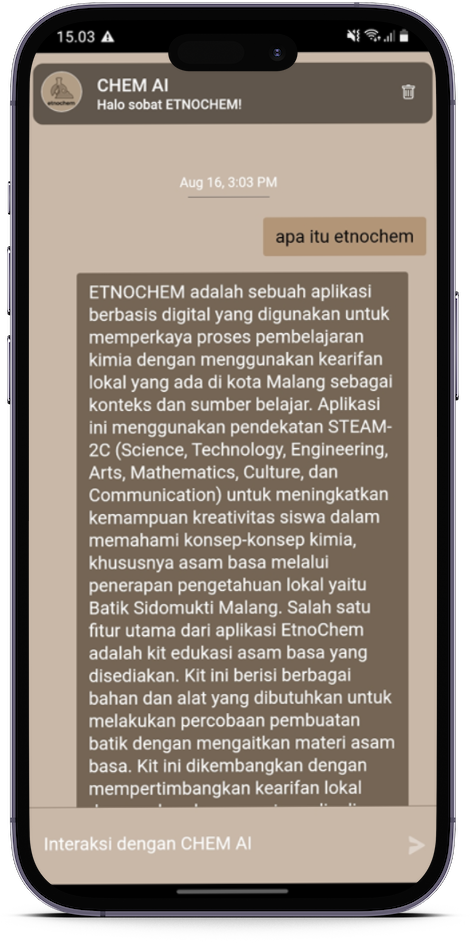 15.03
CHEM AI
Halo sobat ETNOCHEM!
etnochem
Aug 16, 3:03 PM
apa itu etnochem
ETNOCHEM adalah sebuah aplikasi
berbasis digital yang digunakan untuk
memperkaya proses pembelajaran
kimia dengan menggunakan kearifan
lokal yang ada di kota Malang sebagai
konteks dan sumber belajar. Aplikasi
ini menggunakan pendekatan STEAM-
2C (Science, Technology, Engineering,
Arts, Mathematics, Culture, dan
Communication) untuk meningkatkan
kemampuan kreativitas siswa dalam
memahami konsep-konsep kimia,
khususnya asam basa melalui
penerapan pengetahuan lokal yaitu
Batik Sidomukti Malang. Salah satu
fitur utama dari aplikasi EtnoChem
adalah kit edukasi asam basa yang
disediakan. Kit ini berisi berbagai
bahan dan alat yang dibutuhkan untuk
melakukan percobaan pembuatan
batik dengan mengaitkan materi asam
basa. Kit ini dikembangkan dengan
mempertimbangkan kearifan lokal
Interaksi dengan CHEM AI